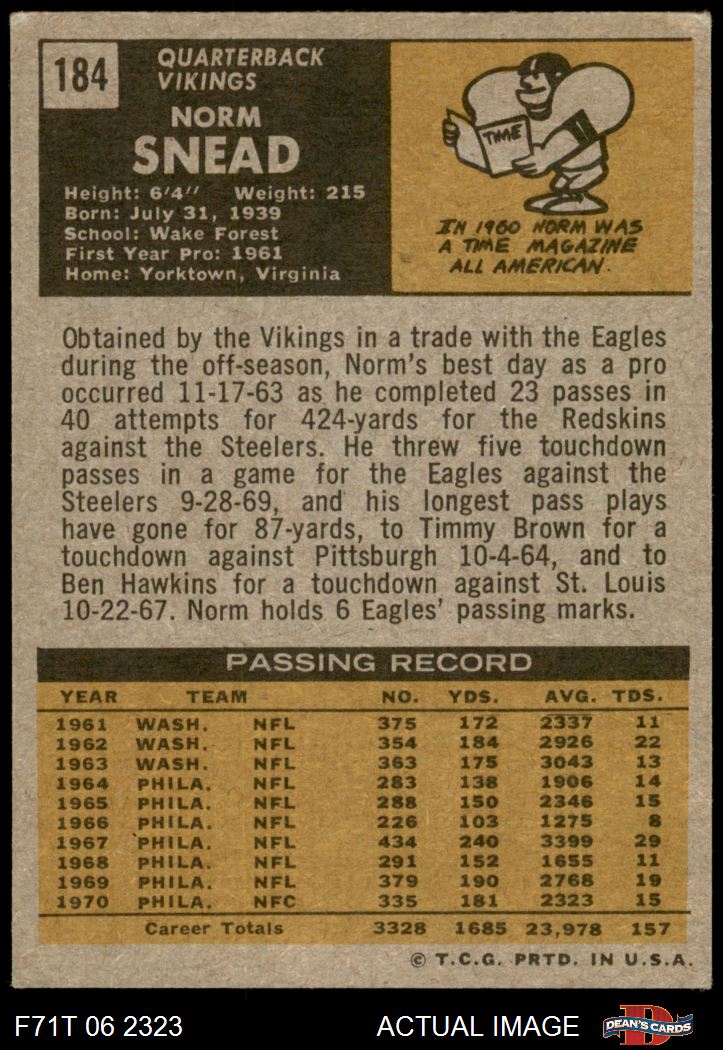 184
QUARTERBACK
VIKINGS
NORM
SNEAD
Height: 6'4" Weight: 215
Born: July 31, 1939
School: Wake Forest
First Year Pro: 1961
Home: Yorktown, Virginia
TIME
IN 1960 NORM WAS
A TIME MAGAZINE
ALL AMERICAN.
Obtained by the Vikings in a trade with the Eagles
during the off-season, Norm's best day as a pro
occurred 11-17-63 as he completed 23 passes in
40 attempts for 424-yards for the Redskins
against the Steelers. He threw five touchdown
passes in a game for the Eagles against the
Steelers 9-28-69, and his longest pass plays
have gone for 87-yards, to Timmy Brown for a
touchdown against Pittsburgh 10-4-64, and to
Ben Hawkins for a touchdown against St. Louis
10-22-67. Norm holds 6 Eagles' passing marks.
PASSING RECORD
YEAR TEAM NO. YDS. AVG. TDS.
1961 WASH. NFL 375 172 2337 11
1962 WASH. NFL 354 184 2926 22
1963 WASH. NFL 363 175 3043 13
1964 PHILA. NFL 283 138 1906 14
1965 PHILA. NFL 288 150 2346 15
1966 PHILA. NFL 226 103 1275 8
1967 PHILA. NFL 434 240 3399 29
1968 PHILA. NFL 291 152 1655 11
1969 PHILA. NFL 379 190 2768 19
1970 PHILA. NFC 335 181 2323 15
Career Totals 3328 1685 23,978 157
© T.C.G. PRTD. IN U.S.A.
F71T 06 2323
ACTUAL IMAGE
D
DEAN'S CARDS